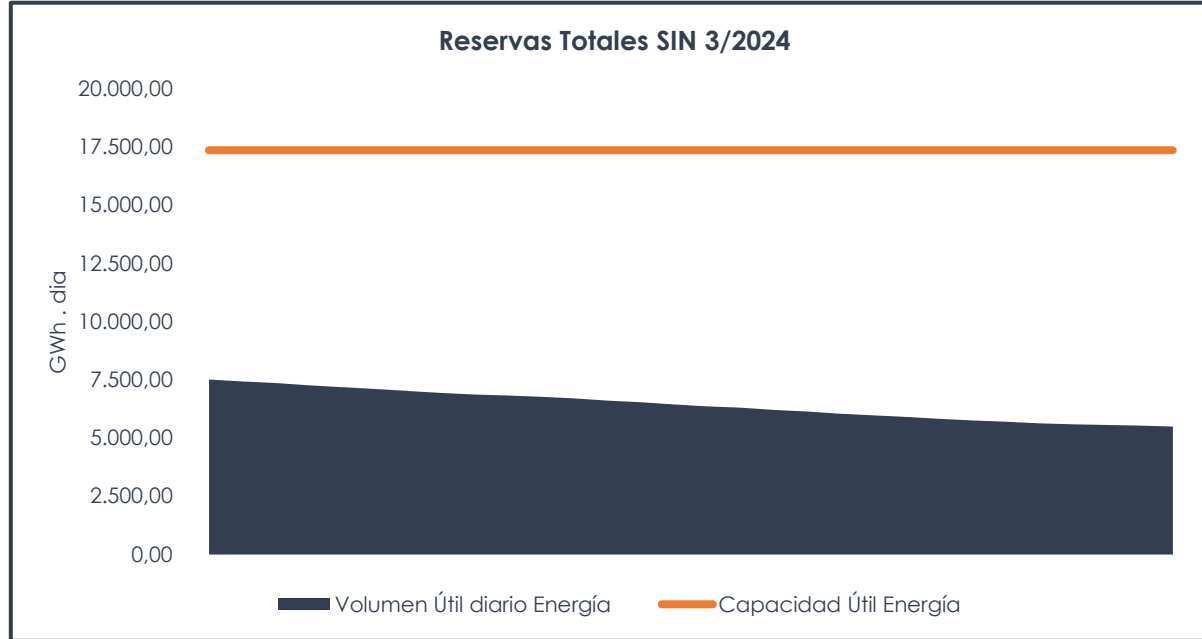 Reservas Totales SIN 3/2024
20.000,00
17.500,00
15.000,00
12.500,00
10.000,00
7.500,00
5.000,00
2.500,00
0,00
GWh . dia
Volumen Útil diario Energía
Capacidad Útil Energía